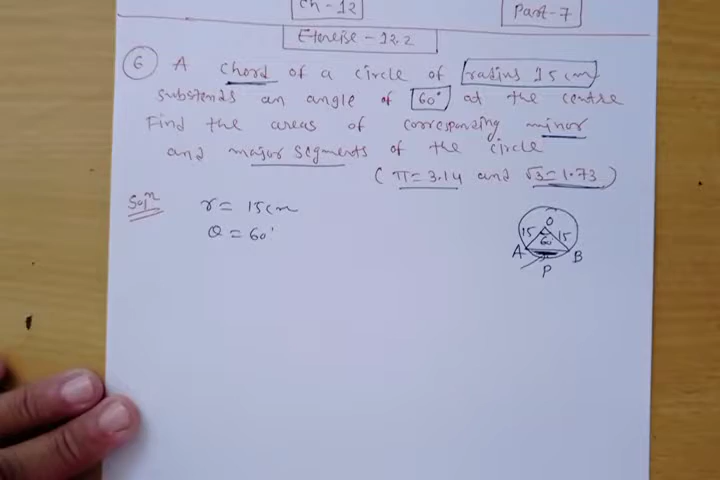 Ch-12
Part-7
Exercise - 12.2
6 A chord of a circle of radius 15 cm
substends an angle of 60° at the centre
Find the areas of corresponding minor
and major segments of the circle
( π = 3.14 and √3 = 1.73 )
Solⁿ r = 15 cm
θ = 60°
O
15 60 15
A B
P